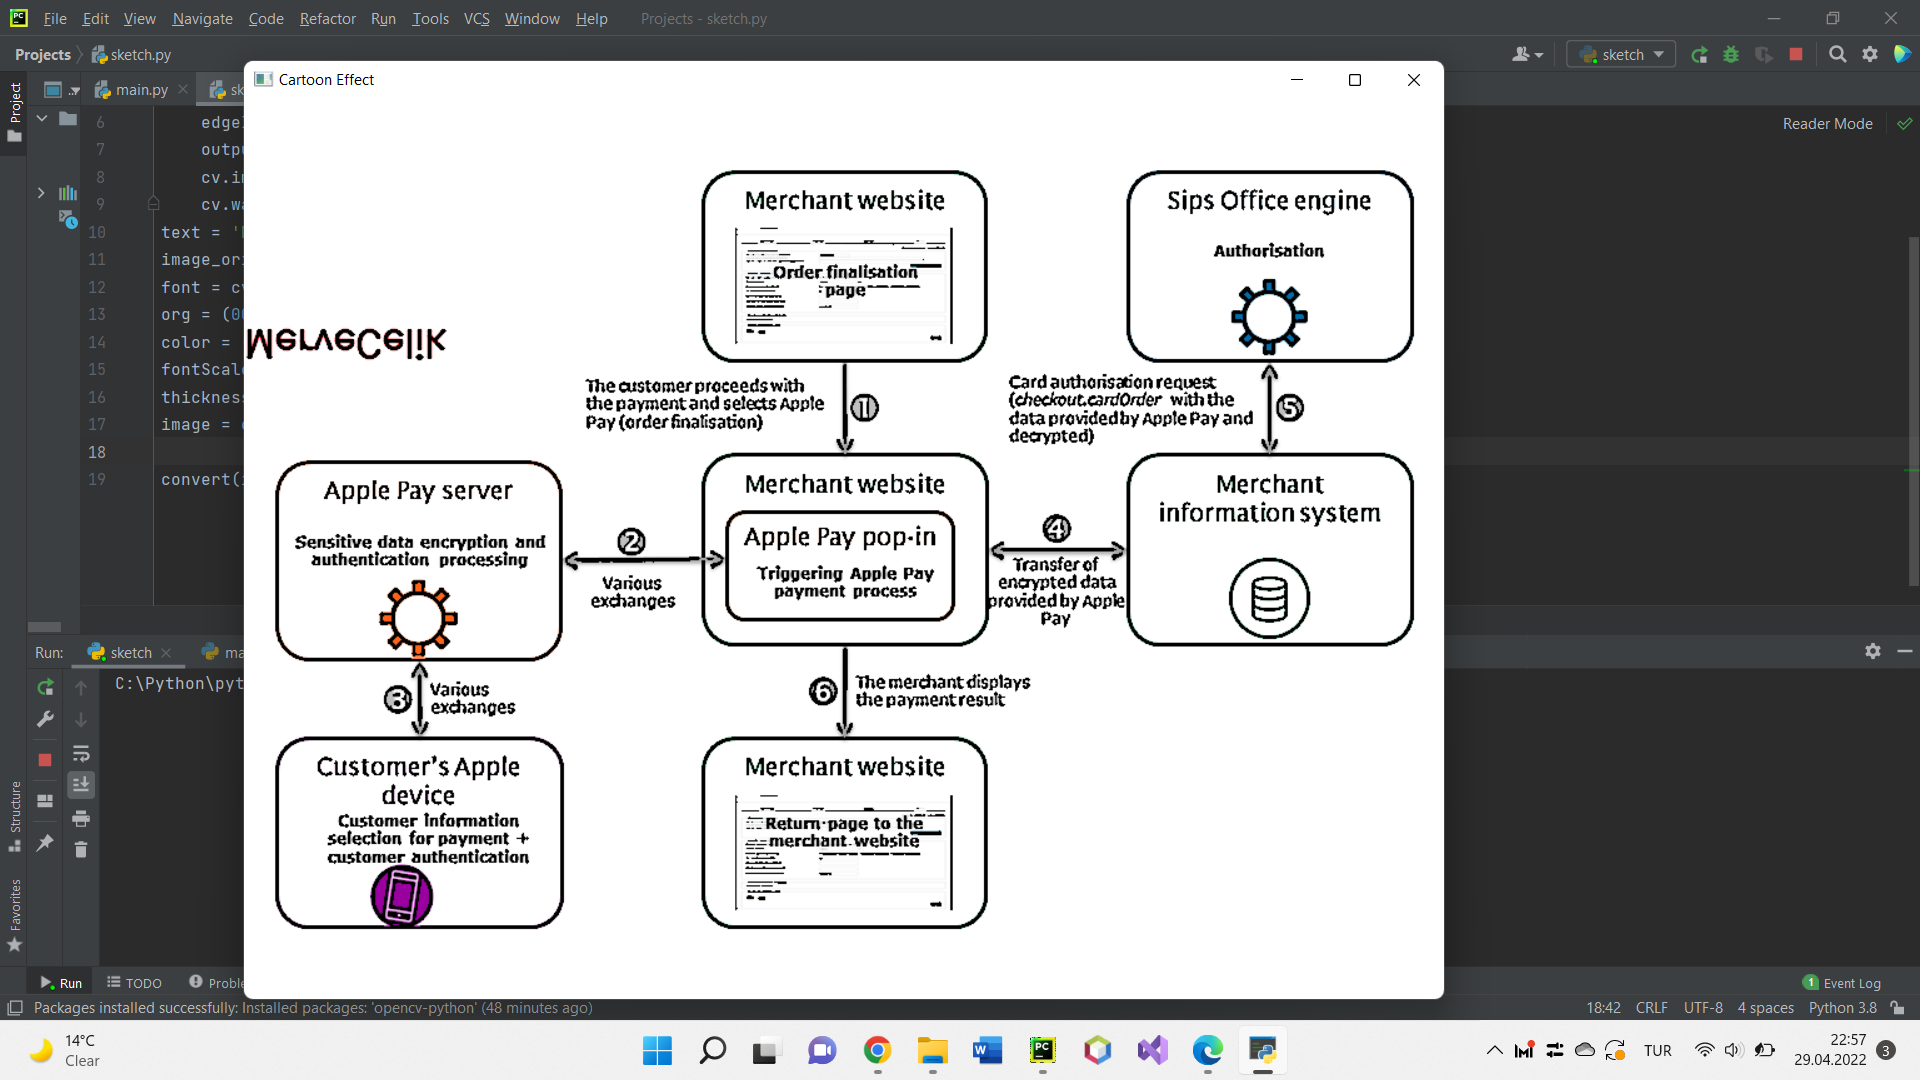 File Edit View Navigate Code Refactor Run Tools VCS Window Help Projects - sketch.py
Projects sketch.py
sketch
Project
main.py
sk
Cartoon Effect
Reader Mode
6 edge
7 outpu
8 cv.i
9 cv.wa
10 text = '
11 image_or
12 font = c
13 org = (0
14 color =
15 fontScale
16 thickness
17 image =
18
19 convert(
MerveCelik
Merchant website
Order finalisation
page
Sips Office engine
Authorisation
The customer proceeds with
the payment and selects Apple
Pay (order finalisation)
1
Card authorisation request
(checkout.cardOrder with the
data provided by Apple Pay and
decrypted)
5
Apple Pay server
Sensitive data encryption and
authentication processing
2
Various
exchanges
Merchant website
Apple Pay pop-in
Triggering Apple Pay
payment process
4
Transfer of
encrypted data
provided by Apple
Pay
Merchant
information system
3
Various
exchanges
6
The merchant displays
the payment result
Customer's Apple
device
Customer information
selection for payment +
customer authentication
Merchant website
Return page to the
merchant website
Run: sketch ma
C:\Python\pyt
Structure
Favorites
Run TODO Proble
1 Event Log
Packages installed successfully: Installed packages: 'opencv-python' (48 minutes ago)
18:42 CRLF UTF-8 4 spaces Python 3.8
14°C
Clear
TUR
22:57
29.04.2022
3